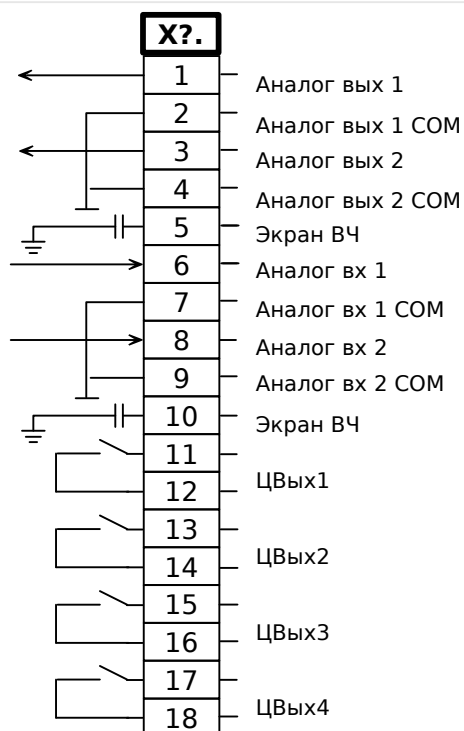 X?.
1 Аналог вых 1
2 Аналог вых 1 COM
3 Аналог вых 2
4 Аналог вых 2 COM
5 Экран ВЧ
6 Аналог вх 1
7 Аналог вх 1 COM
8 Аналог вх 2
9 Аналог вх 2 COM
10 Экран ВЧ
11
ЦВых1
12
13
ЦВых2
14
15
ЦВых3
16
17
ЦВых4
18